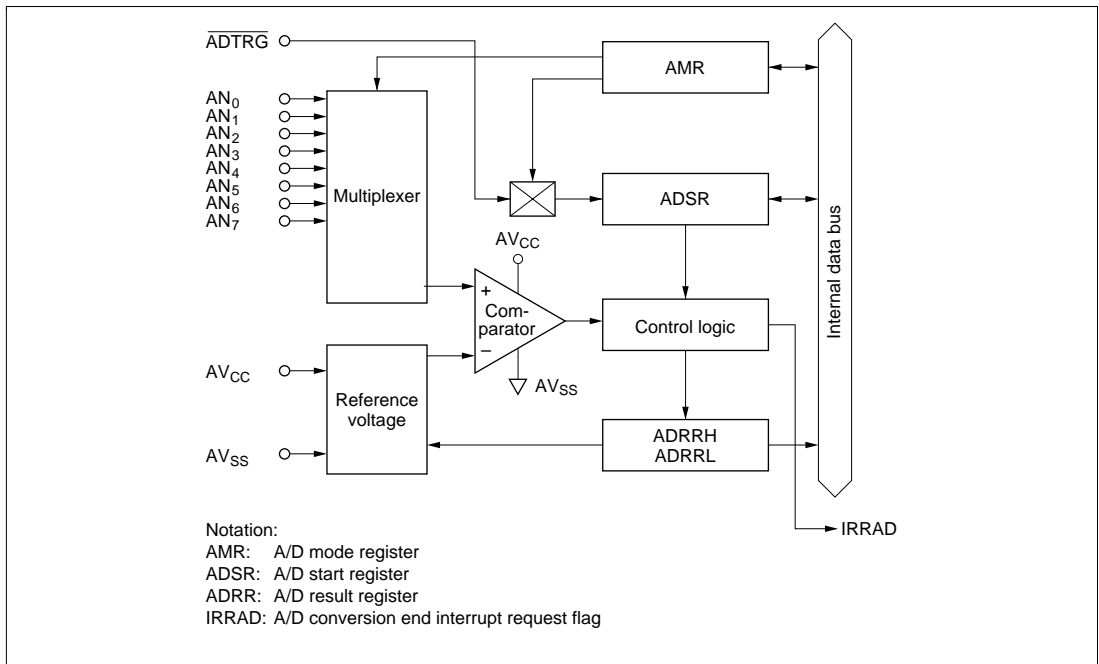 ADTRG
AN0
AN1
AN2
AN3
AN4
AN5
AN6
AN7
Multiplexer
AMR
ADSR
Internal data bus
AVCC
+
Com-
parator
−
AVSS
Control logic
AVCC
Reference
voltage
AVSS
ADRRH
ADRRL
IRRAD
Notation:
AMR: A/D mode register
ADSR: A/D start register
ADRR: A/D result register
IRRAD: A/D conversion end interrupt request flag